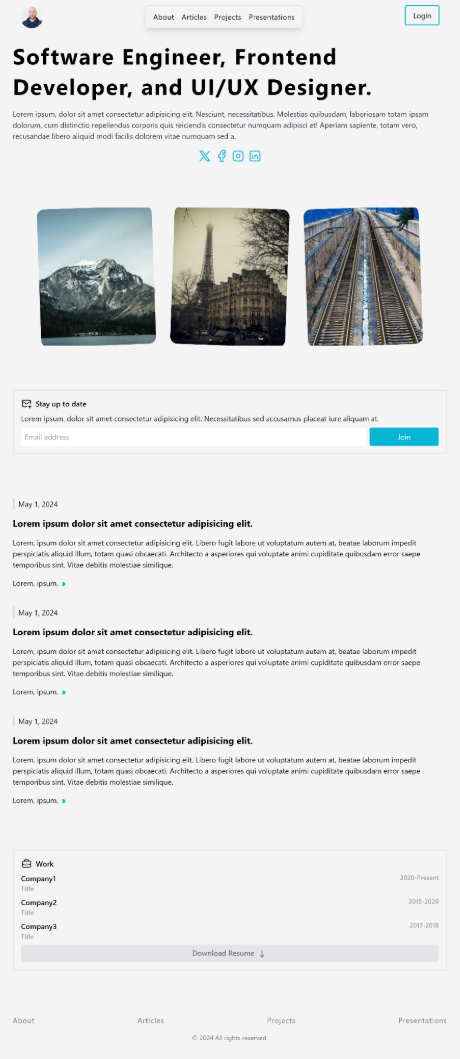 About Articles Projects Presentations
Login
Software Engineer, Frontend
Developer, and UI/UX Designer.
Lorem ipsum, dolor sit amet consectetur adipisicing elit. Nesciunt, necessitatibus. Molestias quibusdam, laboriosam totam ipsam
dolorum, cum distinctio repellendus corporis quis reiciendis consectetur numquam adipisci et! Aperiam sapiente, totam vero,
recusandae libero aliquid modi facilis dolorem vitae numquam sed a.
Stay up to date
Lorem ipsum, dolor sit amet consectetur adipisicing elit. Necessitatibus sed accusamus placeat iure aliquam at.
Email address
Join
May 1, 2024
Lorem ipsum dolor sit amet consectetur adipisicing elit.
Lorem ipsum dolor sit amet consectetur adipisicing elit. Libero fugit labore ut voluptatum autem at, beatae laborum impedit
perspiciatis aliquid illum, totam quasi obcaecati. Architecto a asperiores qui voluptate animi cupiditate quibusdam error saepe
temporibus sint. Vitae debitis molestiae similique.
Lorem, ipsum. »
May 1, 2024
Lorem ipsum dolor sit amet consectetur adipisicing elit.
Lorem ipsum dolor sit amet consectetur adipisicing elit. Libero fugit labore ut voluptatum autem at, beatae laborum impedit
perspiciatis aliquid illum, totam quasi obcaecati. Architecto a asperiores qui voluptate animi cupiditate quibusdam error saepe
temporibus sint. Vitae debitis molestiae similique.
Lorem, ipsum. »
May 1, 2024
Lorem ipsum dolor sit amet consectetur adipisicing elit.
Lorem ipsum dolor sit amet consectetur adipisicing elit. Libero fugit labore ut voluptatum autem at, beatae laborum impedit
perspiciatis aliquid illum, totam quasi obcaecati. Architecto a asperiores qui voluptate animi cupiditate quibusdam error saepe
temporibus sint. Vitae debitis molestiae similique.
Lorem, ipsum. »
Work
Company1 2020-Present
Title
Company2 2018-2020
Title
Company3 2017-2018
Title
Download Resume ↓
About Articles Projects Presentations
© 2024 All rights reserved.